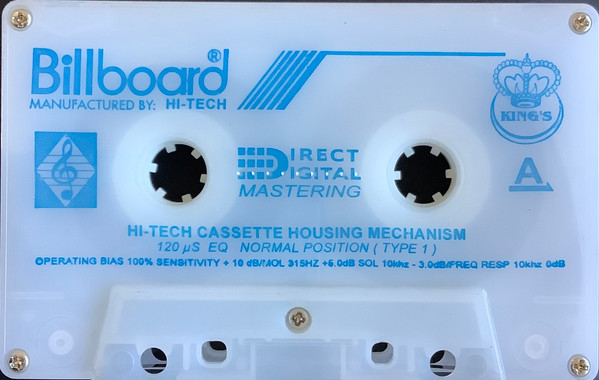 Billboard®
MANUFACTURED BY: HI-TECH
KING'S
DIRECT
DIGITAL
MASTERING
A
HI-TECH CASSETTE HOUSING MECHANISM
120 µS EQ NORMAL POSITION ( TYPE 1 )
OPERATING BIAS 100% SENSITIVITY + 10 dB/MOL 315HZ +5.0dB SOL 10khz - 3.0dB/FREQ RESP 10khz 0dB